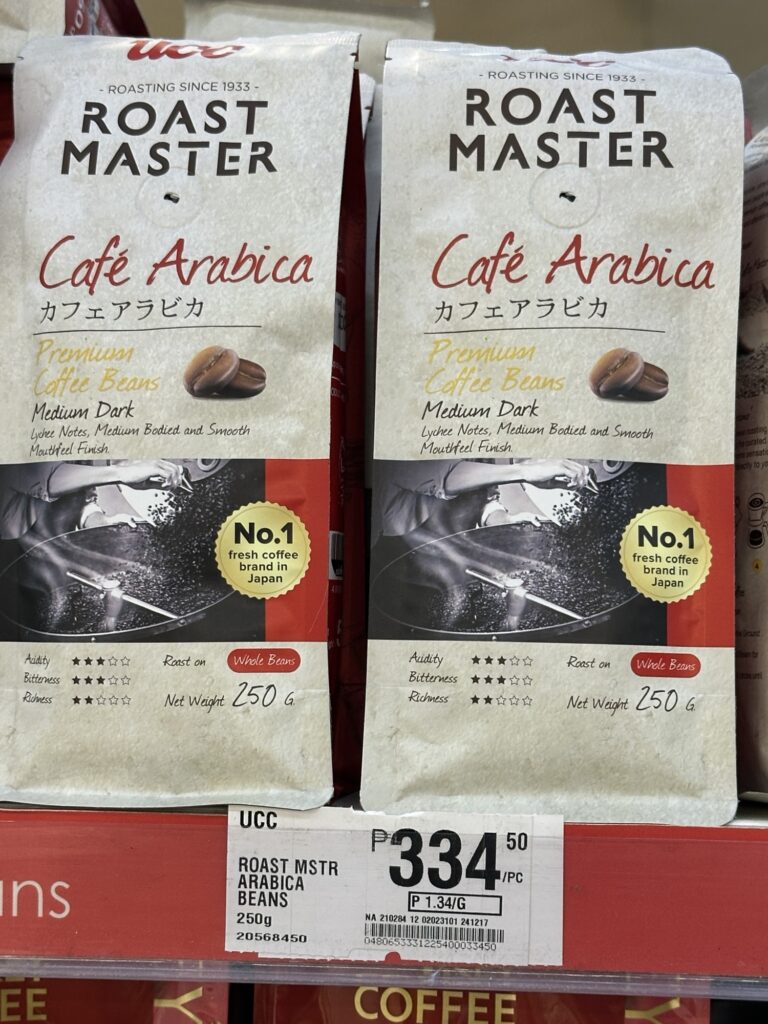 ucc
- ROASTING SINCE 1933 -
ROAST
MASTER
Café Arabica
カフェアラビカ
Premium
Coffee Beans
Medium Dark
Lychee Notes, Medium Bodied and Smooth
Mouthfeel Finish.
No.1
fresh coffee
brand in
Japan
Acidity ★★★☆☆
Bitterness ★★★☆☆
Richness ★★☆☆☆
Roast on Whole Beans
Net Weight 250 G.
- ROASTING SINCE 1933 -
ROAST
MASTER
Café Arabica
カフェアラビカ
Premium
Coffee Beans
Medium Dark
Lychee Notes, Medium Bodied and Smooth
Mouthfeel Finish.
No.1
fresh coffee
brand in
Japan
Acidity ★★★☆☆
Bitterness ★★★☆☆
Richness ★★☆☆☆
Roast on Whole Beans
Net Weight 250 G.
UCC
ROAST MSTR
ARABICA
BEANS
250g
20568450
₱334.50/PC
P 1.34/G
NA 210284 12 02023101 241217
0480653331225400033450
COFFEE